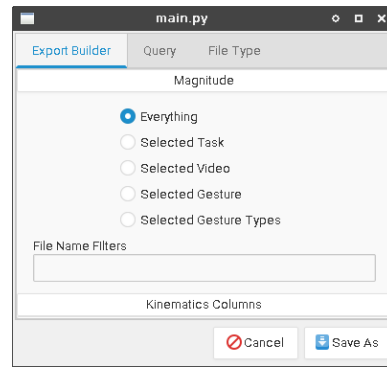 main.py
Export Builder Query File Type
Magnitude
Everything
Selected Task
Selected Video
Selected Gesture
Selected Gesture Types
File Name FIlters
Kinematics Columns
Cancel Save As